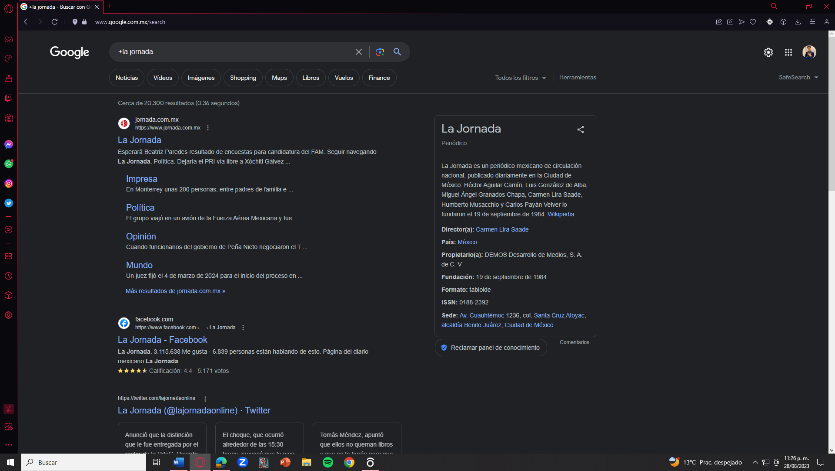 +la jornada - Buscar con G
www.google.com.mx/search
Google
+la jornada
Noticias Videos Imágenes Shopping Maps Libros Vuelos Finance
Todos los filtros Herramientas SafeSearch
Cerca de 20,300 resultados (0.36 segundos)
jornada.com.mx
https://www.jornada.com.mx
La Jornada
Esperará Beatriz Paredes resultado de encuestas para candidatura del FAM. Seguir navegando
La Jornada. Política. Dejaría el PRI vía libre a Xóchitl Gálvez ...
Impresa
En Monterrey unas 200 personas, entre padres de familia e ...
Política
El grupo viajó en un avión de la Fuerza Aérea Mexicana y fue
Opinión
Cuando funcionarios del gobierno de Peña Nieto negociaron el T ...
Mundo
Un juez fijó el 4 de marzo de 2024 para el inicio del proceso en ...
Más resultados de jornada.com.mx »
facebook.com
https://www.facebook.com › ... › La Jornada
La Jornada - Facebook
La Jornada. 3,115,638 Me gusta · 6,839 personas están hablando de esto. Página del diario
mexicano La Jornada
Calificación: 4.4 · 5,171 votos
https://twitter.com/lajornadaonline
La Jornada (@lajornadaonline) · Twitter
Anunció que la distinción
que le fue entregada por el
El choque, que ocurrió
alrededor de las 15:30
Tomás Méndez, apuntó
que ellos no queman libros
La Jornada
Periódico
La Jornada es un periódico mexicano de circulación
nacional, publicado diariamente en la Ciudad de
México. Héctor Aguilar Camín, Luis González de Alba,
Miguel Ángel Granados Chapa, Carmen Lira Saade,
Humberto Musacchio y Carlos Payán Velver lo
fundaron el 19 de septiembre de 1984. Wikipedia
Director(a): Carmen Lira Saade
País: México
Propietario(a): DEMOS Desarrollo de Medios, S. A.
de C. V
Fundación: 19 de septiembre de 1984
Formato: tabloide
ISSN: 0188-2392
Sede: Av. Cuauhtémoc 1236, col. Santa Cruz Atoyac,
alcaldía Benito Juárez, Ciudad de México
Reclamar panel de conocimiento
Comentarios
Buscar
13°C Prac. despejado
11:26 p. m.
28/08/2023